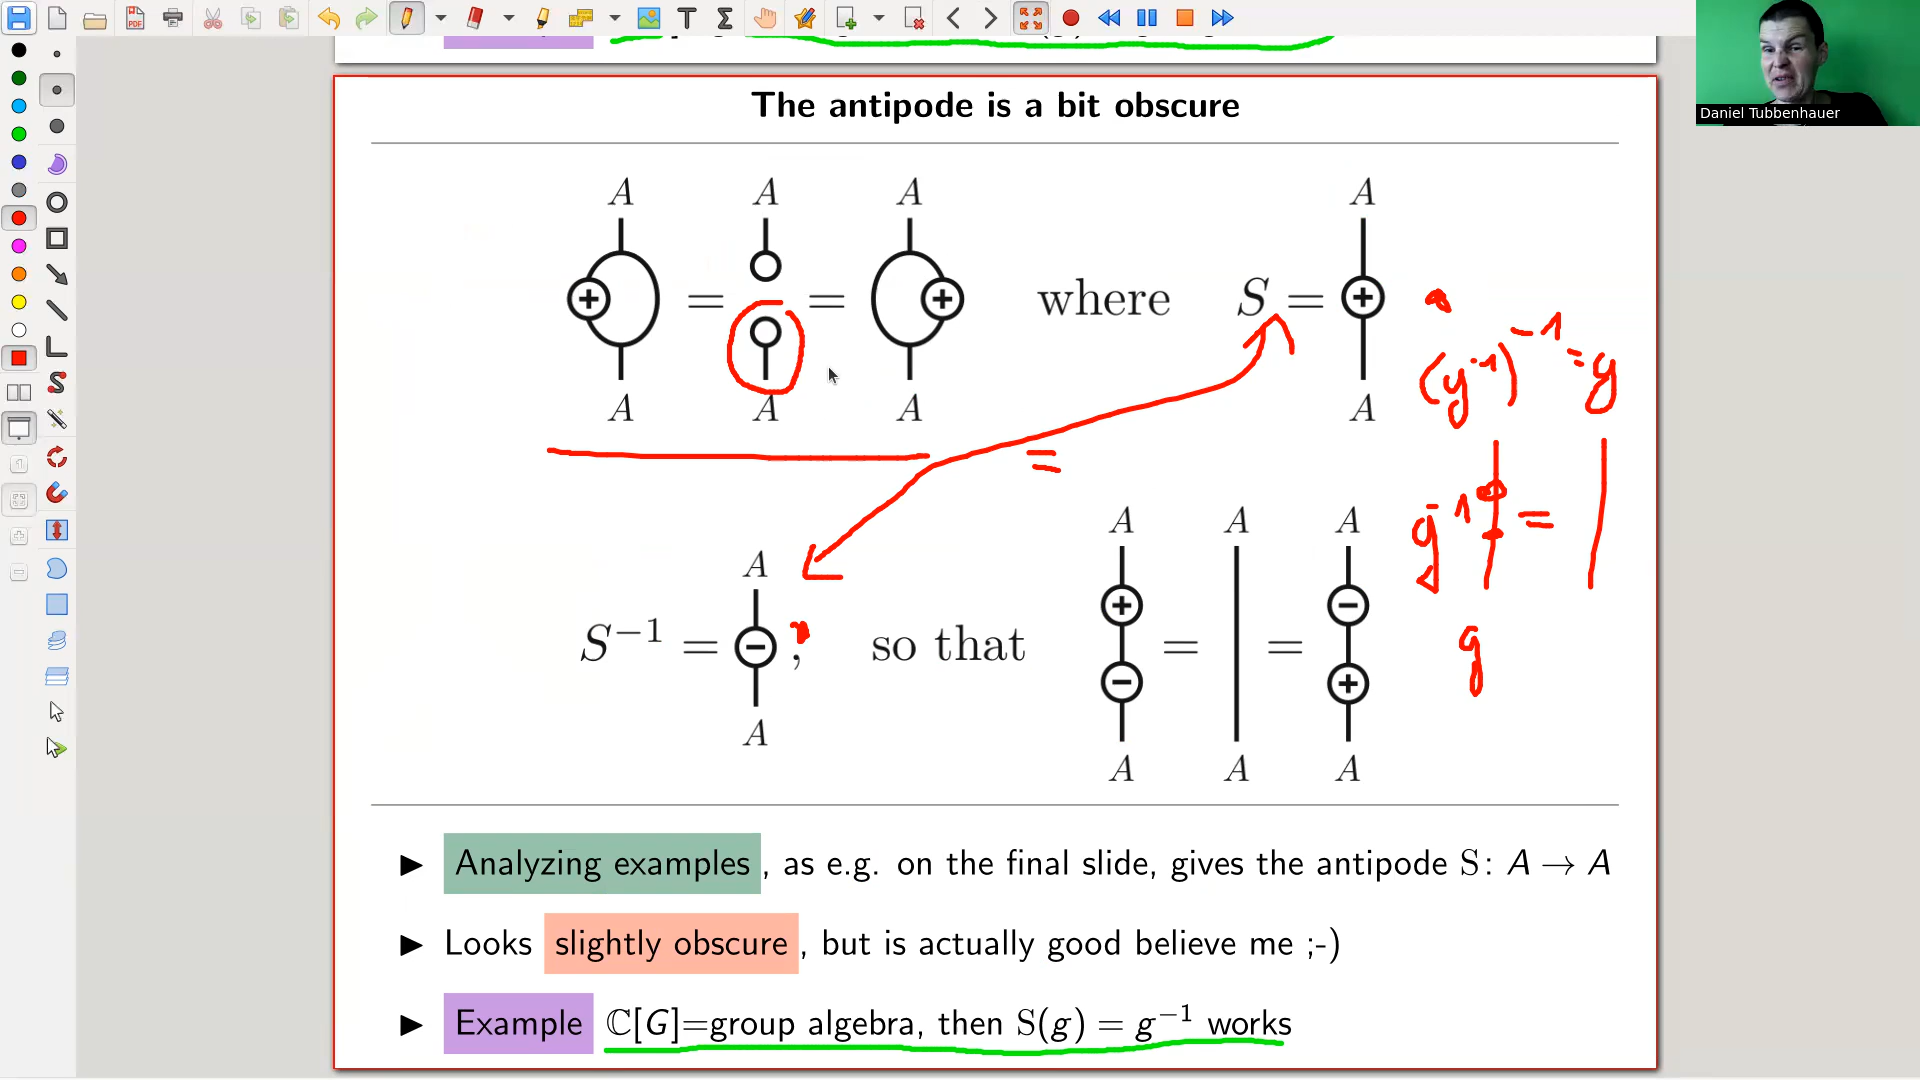 Daniel Tubbenhauer
The antipode is a bit obscure
A A A A
+ = = + where S = +
A A A A
(g⁻¹)⁻¹ = g
=
g⁻¹ =
A A A A
S⁻¹ = − , so that + − = = − +
g
A A A A
▶ Analyzing examples , as e.g. on the final slide, gives the antipode S: A → A
▶ Looks slightly obscure , but is actually good believe me ;-)
▶ Example ℂ[G]=group algebra, then S(g) = g⁻¹ works